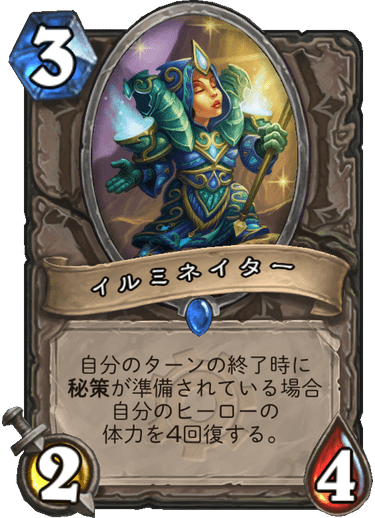 3
イルミネイター
自分のターンの終了時に
秘策が準備されている場合
自分のヒーローの
体力を4回復する。
2
4